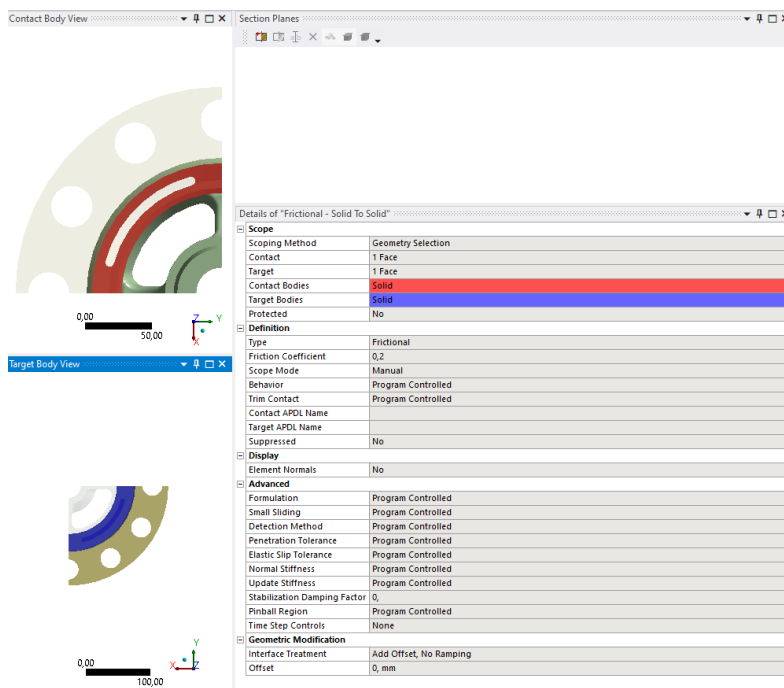 Contact Body View
0,00
50,00
Z
Y
X
Target Body View
0,00
100,00
Y
X
Z
Section Planes
Details of "Frictional - Solid To Solid"
Scope
Scoping Method Geometry Selection
Contact 1 Face
Target 1 Face
Contact Bodies Solid
Target Bodies Solid
Protected No
Definition
Type Frictional
Friction Coefficient 0,2
Scope Mode Manual
Behavior Program Controlled
Trim Contact Program Controlled
Contact APDL Name
Target APDL Name
Suppressed No
Display
Element Normals No
Advanced
Formulation Program Controlled
Small Sliding Program Controlled
Detection Method Program Controlled
Penetration Tolerance Program Controlled
Elastic Slip Tolerance Program Controlled
Normal Stiffness Program Controlled
Update Stiffness Program Controlled
Stabilization Damping Factor 0,
Pinball Region Program Controlled
Time Step Controls None
Geometric Modification
Interface Treatment Add Offset, No Ramping
Offset 0, mm